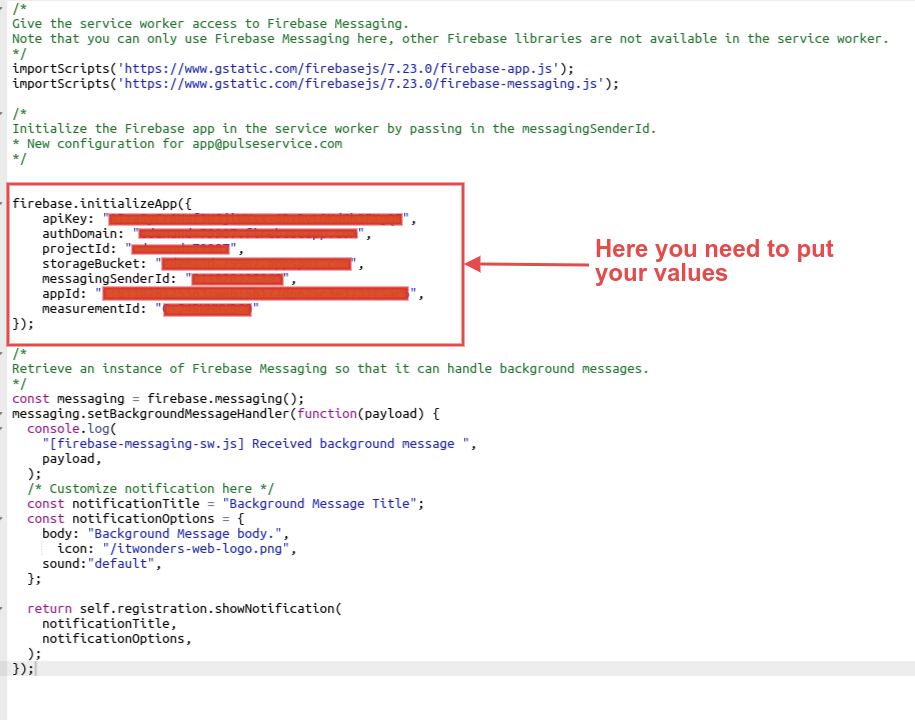 /*
Give the service worker access to Firebase Messaging.
Note that you can only use Firebase Messaging here, other Firebase libraries are not available in the service worker.
*/
importScripts('https://www.gstatic.com/firebasejs/7.23.0/firebase-app.js');
importScripts('https://www.gstatic.com/firebasejs/7.23.0/firebase-messaging.js');
/*
Initialize the Firebase app in the service worker by passing in the messagingSenderId.
* New configuration for app@pulseservice.com
*/
firebase.initializeApp({
apiKey: "",
authDomain: "",
projectId: "",
storageBucket: "",
messagingSenderId: "",
appId: "",
measurementId: ""
});
Here you need to put
your values
/*
Retrieve an instance of Firebase Messaging so that it can handle background messages.
*/
const messaging = firebase.messaging();
messaging.setBackgroundMessageHandler(function(payload) {
console.log(
"[firebase-messaging-sw.js] Received background message ",
payload,
);
/* Customize notification here */
const notificationTitle = "Background Message Title";
const notificationOptions = {
body: "Background Message body.",
icon: "/itwonders-web-logo.png",
sound:"default",
};
return self.registration.showNotification(
notificationTitle,
notificationOptions,
);
});